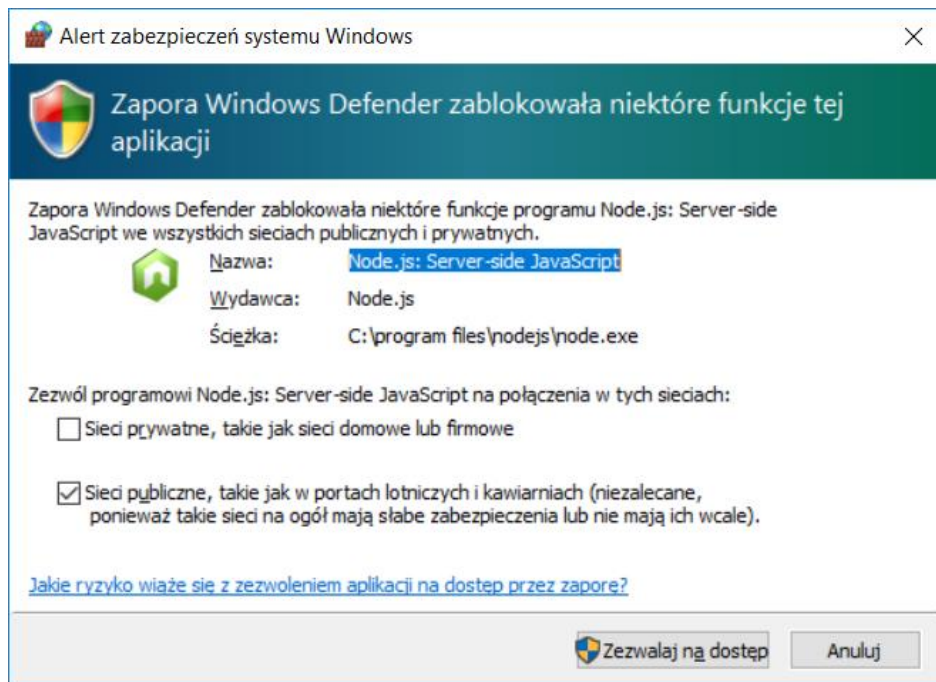 Alert zabezpieczeń systemu Windows
Zapora Windows Defender zablokowała niektóre funkcje tej
aplikacji
Zapora Windows Defender zablokowała niektóre funkcje programu Node.js: Server-side
JavaScript we wszystkich sieciach publicznych i prywatnych.
Nazwa: Node.js: Server-side JavaScript
Wydawca: Node.js
Ścieżka: C:\program files\nodejs\node.exe
Zezwól programowi Node.js: Server-side JavaScript na połączenia w tych sieciach:
Sieci prywatne, takie jak sieci domowe lub firmowe
Sieci publiczne, takie jak w portach lotniczych i kawiarniach (niezalecane,
ponieważ takie sieci na ogół mają słabe zabezpieczenia lub nie mają ich wcale).
Jakie ryzyko wiąże się z zezwoleniem aplikacji na dostęp przez zaporę?
Zezwalaj na dostęp Anuluj